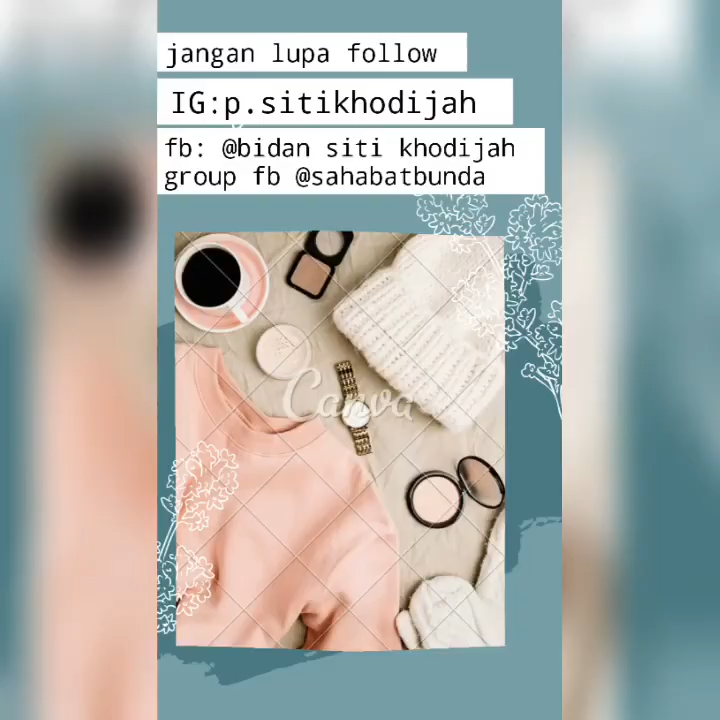 jangan lupa follow
IG:p.sitikhodijah
fb: @bidan siti khodijah
group fb @sahabatbunda
Canva